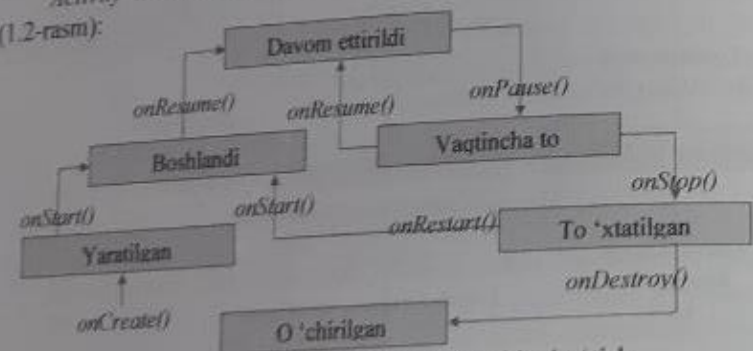 Activity
(1.2-rasm):
Davom ettirildi
onResume()
onResume()
onPause()
Boshlandi
Vaqtincha to
onStart()
onStart()
onStop()
Yaratilgan
onRestart()
To ‘xtatilgan
onCreate()
onDestroy()
O ‘chirilgan